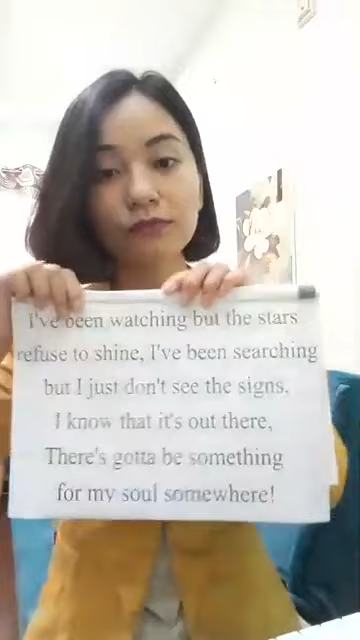 I've been watching but the stars
refuse to shine, I've been searching
but I just don't see the signs,
I know that it's out there,
There's gotta be something
for my soul somewhere!